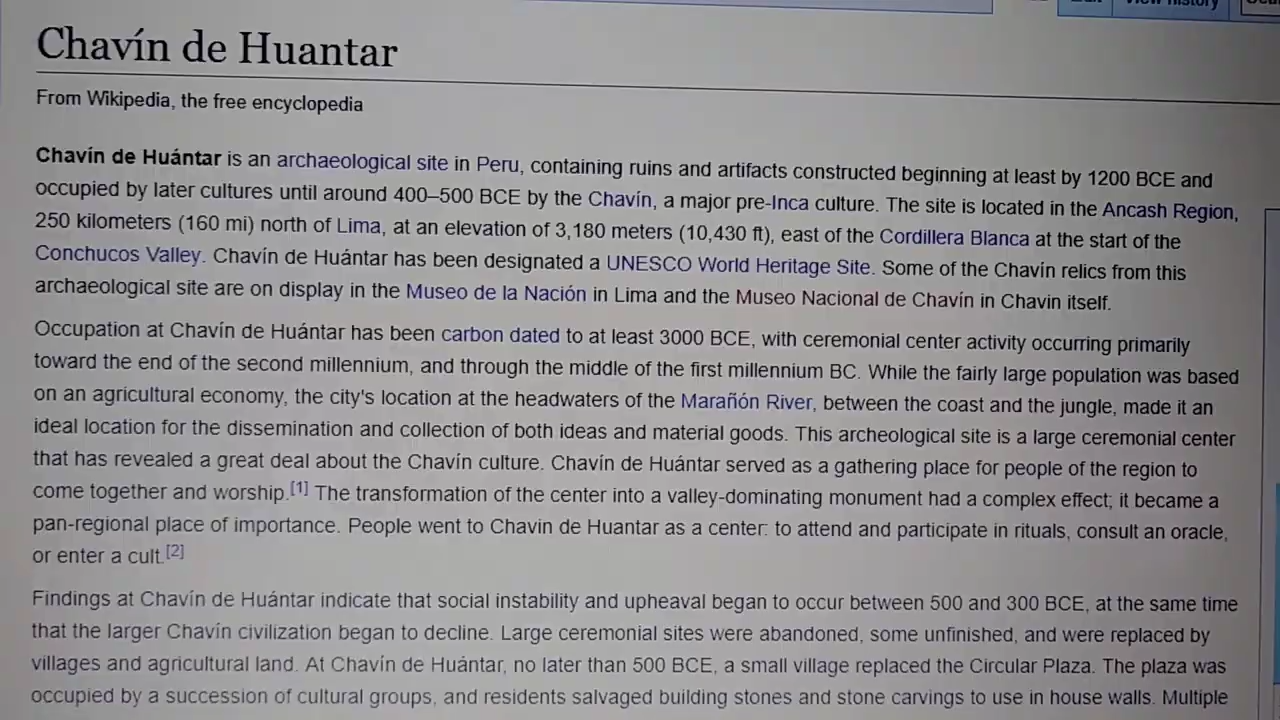 View history
Chavín de Huantar
From Wikipedia, the free encyclopedia
Chavín de Huántar is an archaeological site in Peru, containing ruins and artifacts constructed beginning at least by 1200 BCE and
occupied by later cultures until around 400–500 BCE by the Chavín, a major pre-Inca culture. The site is located in the Ancash Region,
250 kilometers (160 mi) north of Lima, at an elevation of 3,180 meters (10,430 ft), east of the Cordillera Blanca at the start of the
Conchucos Valley. Chavín de Huántar has been designated a UNESCO World Heritage Site. Some of the Chavín relics from this
archaeological site are on display in the Museo de la Nación in Lima and the Museo Nacional de Chavín in Chavin itself.
Occupation at Chavín de Huántar has been carbon dated to at least 3000 BCE, with ceremonial center activity occurring primarily
toward the end of the second millennium, and through the middle of the first millennium BC. While the fairly large population was based
on an agricultural economy, the city's location at the headwaters of the Marañón River, between the coast and the jungle, made it an
ideal location for the dissemination and collection of both ideas and material goods. This archeological site is a large ceremonial center
that has revealed a great deal about the Chavín culture. Chavín de Huántar served as a gathering place for people of the region to
come together and worship.[1] The transformation of the center into a valley-dominating monument had a complex effect; it became a
pan-regional place of importance. People went to Chavin de Huantar as a center: to attend and participate in rituals, consult an oracle,
or enter a cult.[2]
Findings at Chavín de Huántar indicate that social instability and upheaval began to occur between 500 and 300 BCE, at the same time
that the larger Chavín civilization began to decline. Large ceremonial sites were abandoned, some unfinished, and were replaced by
villages and agricultural land. At Chavín de Huántar, no later than 500 BCE, a small village replaced the Circular Plaza. The plaza was
occupied by a succession of cultural groups, and residents salvaged building stones and stone carvings to use in house walls. Multiple